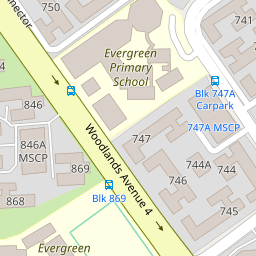 750
741
nnector
Evergreen
Primary
School
Blk 747A
Carpark
846
747
747A MSCP
Woodlands Avenue 4
846A
MSCP
869
744A
744
746
Blk 869
868
745
Evergreen